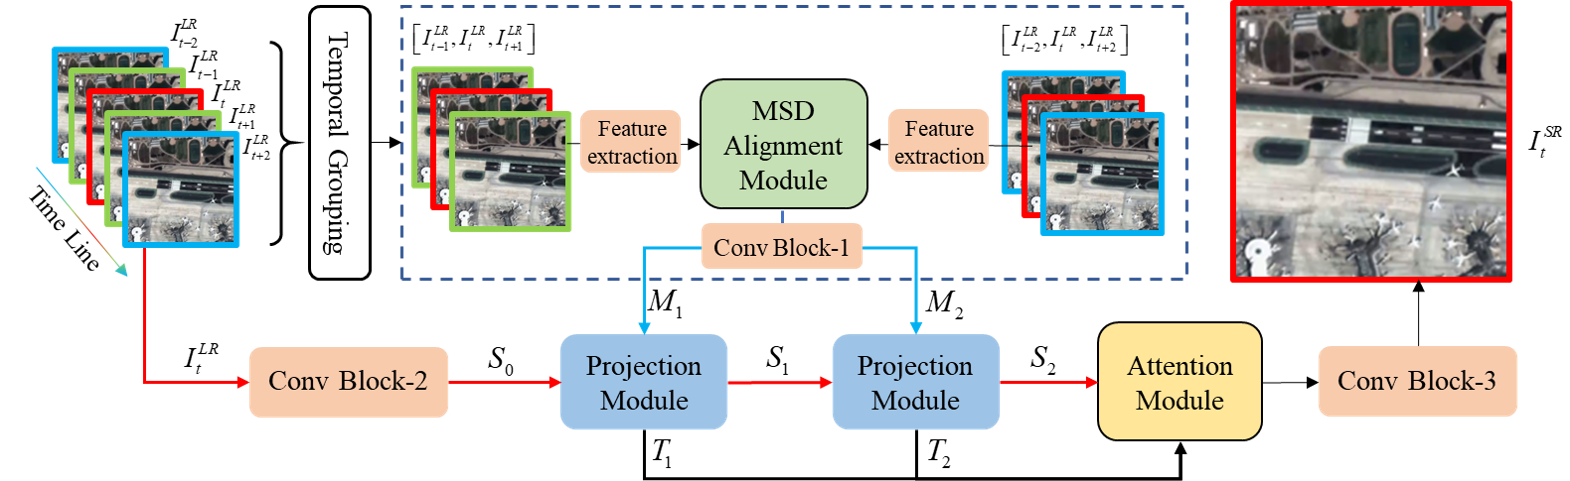 I_{t-2}^{LR}
I_{t-1}^{LR}
I_t^{LR}
I_{t+1}^{LR}
I_{t+2}^{LR}
Time Line
Temporal Grouping
[I_{t-1}^{LR}, I_t^{LR}, I_{t+1}^{LR}]
Feature
extraction
MSD
Alignment
Module
Feature
extraction
[I_{t-2}^{LR}, I_t^{LR}, I_{t+2}^{LR}]
Conv Block-1
M_1
M_2
I_t^{SR}
I_t^{LR}
Conv Block-2
S_0
Projection
Module
S_1
Projection
Module
S_2
Attention
Module
Conv Block-3
T_1
T_2